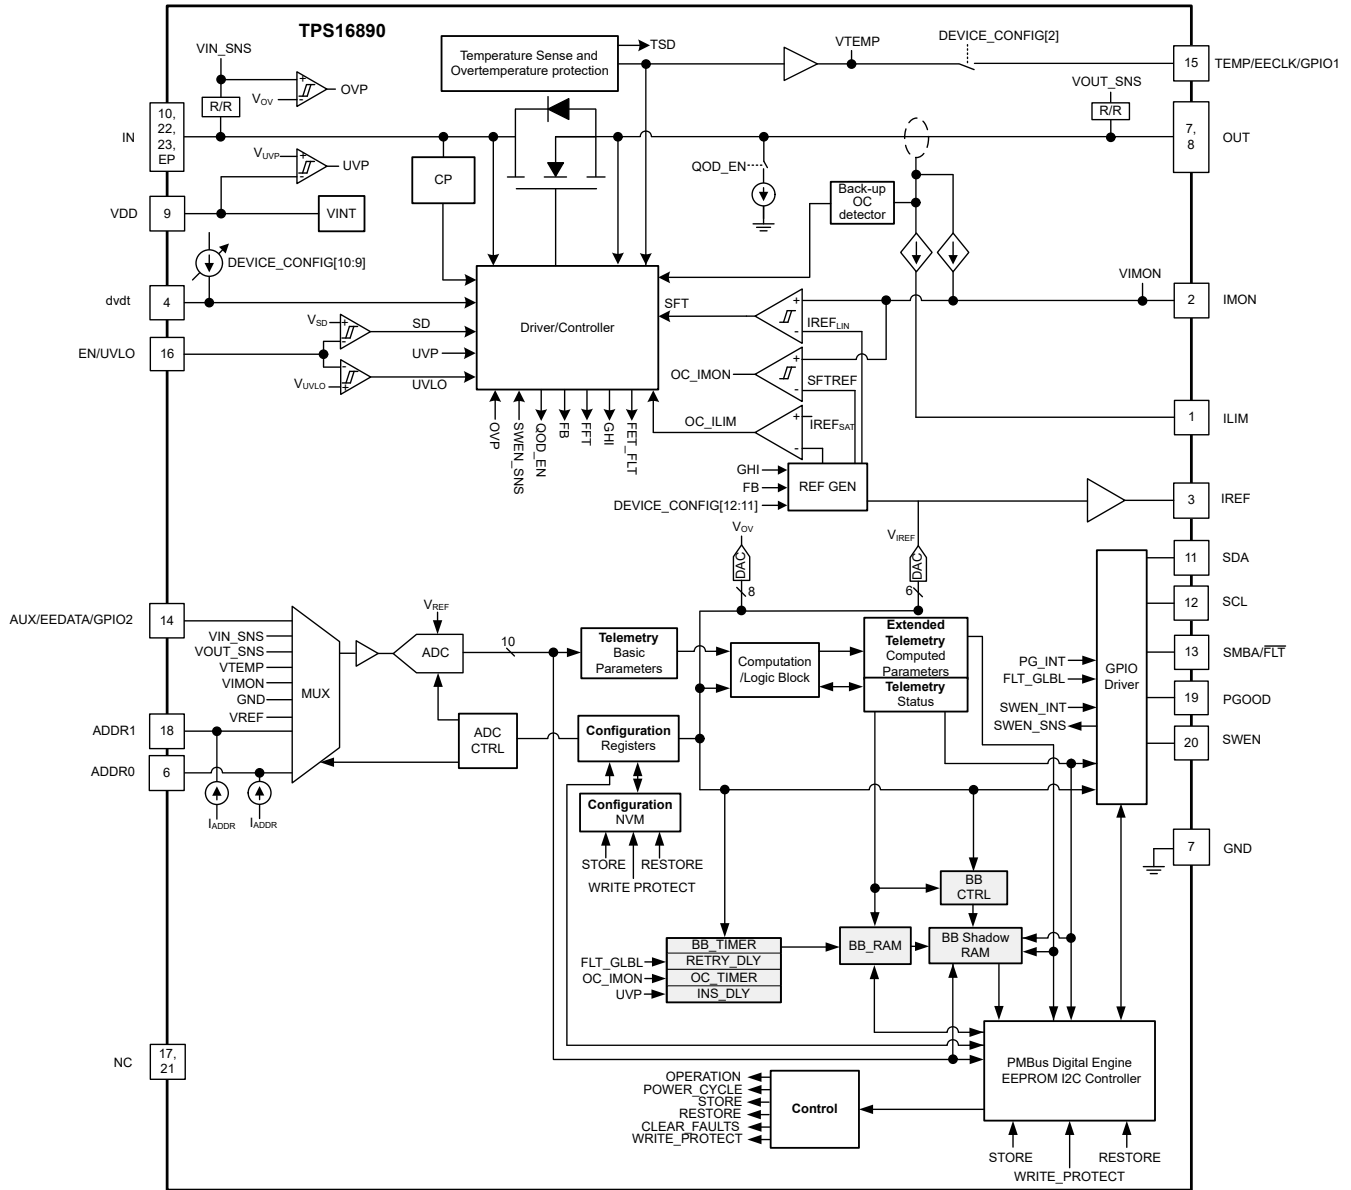 TPS16890
VIN_SNS
VOV
OVP
R/R
IN
10,
22,
23,
EP
VUVP
UVP
VDD
9
VINT
CP
DEVICE_CONFIG[10:9]
dvdt
4
EN/UVLO
16
VSD
SD
UVP
VUVLO
UVLO
Temperature Sense and
Overtemperature protection
TSD
VTEMP
DEVICE_CONFIG[2]
15
TEMP/EECLK/GPIO1
VOUT_SNS
R/R
7,
8
OUT
QOD_EN
Back-up
OC
detector
VIMON
2
IMON
Driver/Controller
SFT
IREFLIN
OC_IMON
SFTREF
OC_ILIM
IREFSAT
1
ILIM
OVP
SWEN_SNS
QOD_EN
FB
FFT
GHI
FET_FLT
GHI
FB
DEVICE_CONFIG[12:11]
REF GEN
3
IREF
VOV
DAC
8
VIREF
DAC
6
11
SDA
12
SCL
13
SMBA/FLT
19
PGOOD
20
SWEN
GPIO
Driver
PG_INT
FLT_GLBL
SWEN_INT
SWEN_SNS
7
GND
AUX/EEDATA/GPIO2
14
VIN_SNS
VOUT_SNS
VTEMP
VIMON
GND
VREF
MUX
ADDR1
18
ADDR0
6
IADDR
IADDR
VREF
ADC
10
ADC
CTRL
Telemetry
Basic
Parameters
Computation
/Logic Block
Extended
Telemetry
Computed
Parameters
Telemetry
Status
Configuration
Registers
Configuration
NVM
STORE
RESTORE
WRITE PROTECT
BB
CTRL
BB_TIMER
RETRY_DLY
OC_TIMER
INS_DLY
FLT_GLBL
OC_IMON
UVP
BB_RAM
BB Shadow
RAM
NC
17,
21
PMBus Digital Engine
EEPROM I2C Controller
STORE
RESTORE
WRITE_PROTECT
Control
OPERATION
POWER_CYCLE
STORE
RESTORE
CLEAR_FAULTS
WRITE_PROTECT